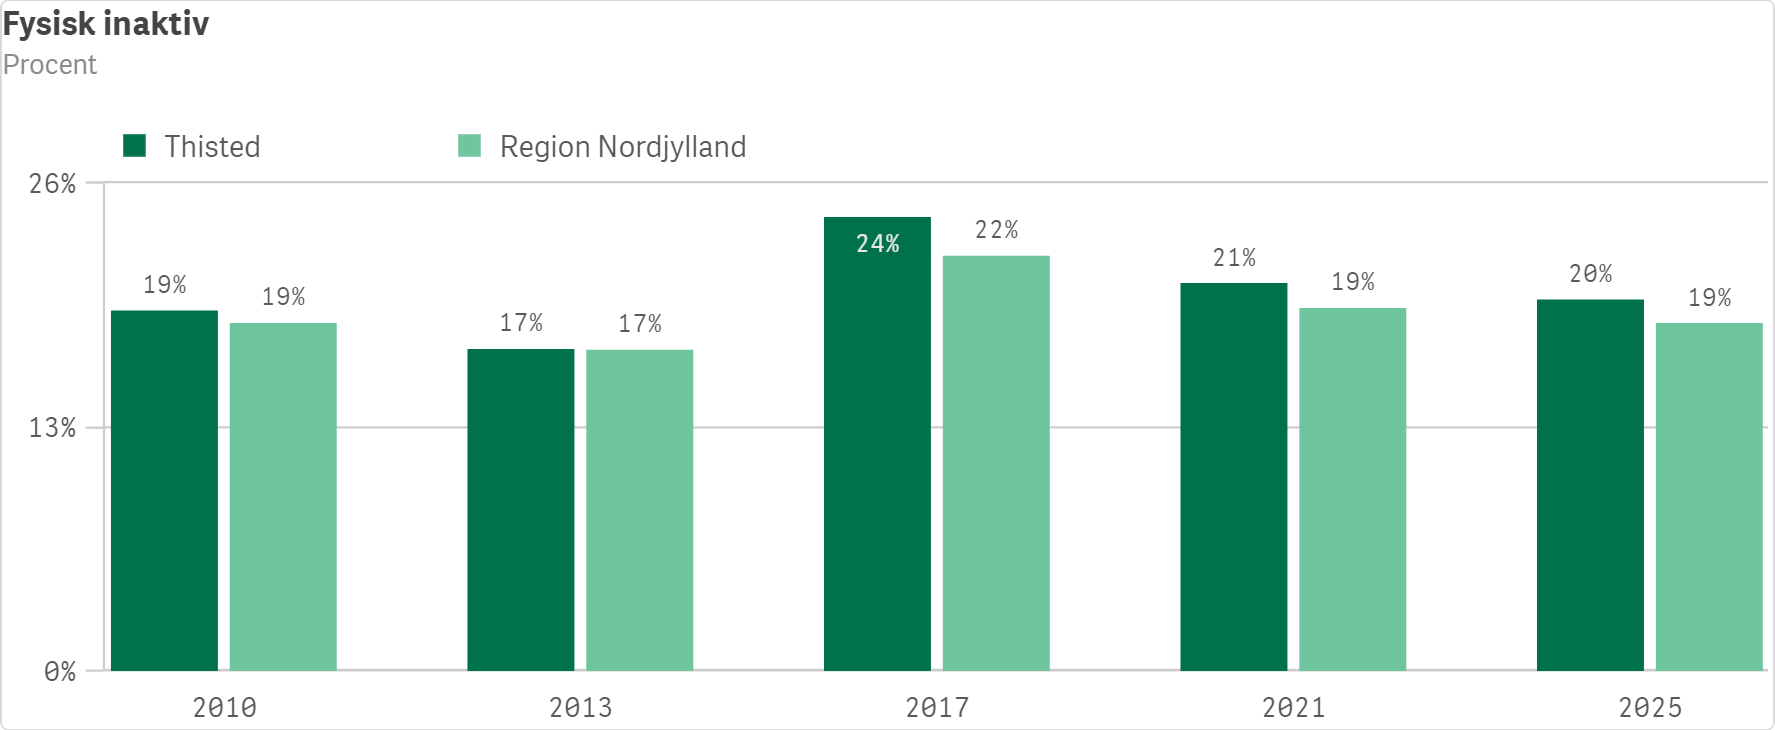 Fysisk inaktiv
Procent
Thisted Region Nordjylland
26%
13%
0%
19% 19% 17% 17% 24% 22% 21% 19% 20% 19%
2010 2013 2017 2021 2025